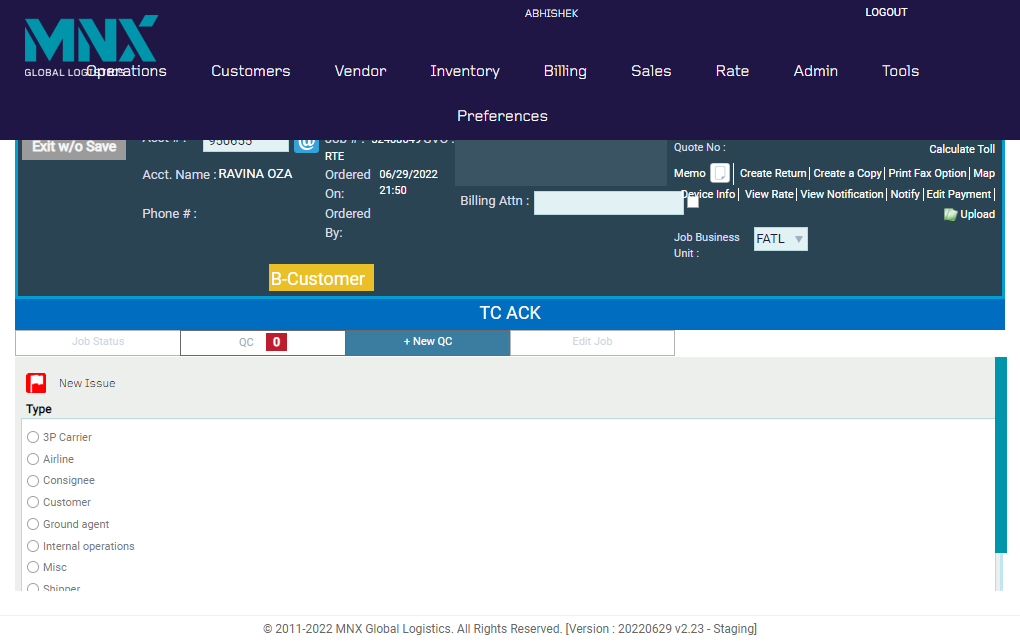 ABHISHEK
LOGOUT
MNX
GLOBAL LOGISTICS
Operations Customers Vendor Inventory Billing Sales Rate Admin Tools
Preferences
Exit w/o Save
950655
@
RTE
Quote No :
Calculate Toll
Acct. Name : RAVINA OZA
Ordered On: 06/29/2022 21:50
Memo Create Return| Create a Copy| Print Fax Option| Map
Device Info| View Rate| View Notification| Notify| Edit Payment|
Upload
Billing Attn :
Phone # :
Ordered By:
Job Business Unit : FATL
B-Customer
TC ACK
Job Status QC 0 + New QC Edit Job
New Issue
Type
3P Carrier
Airline
Consignee
Customer
Ground agent
Internal operations
Misc
Shipper
© 2011-2022 MNX Global Logistics. All Rights Reserved. [Version : 20220629 v2.23 - Staging]